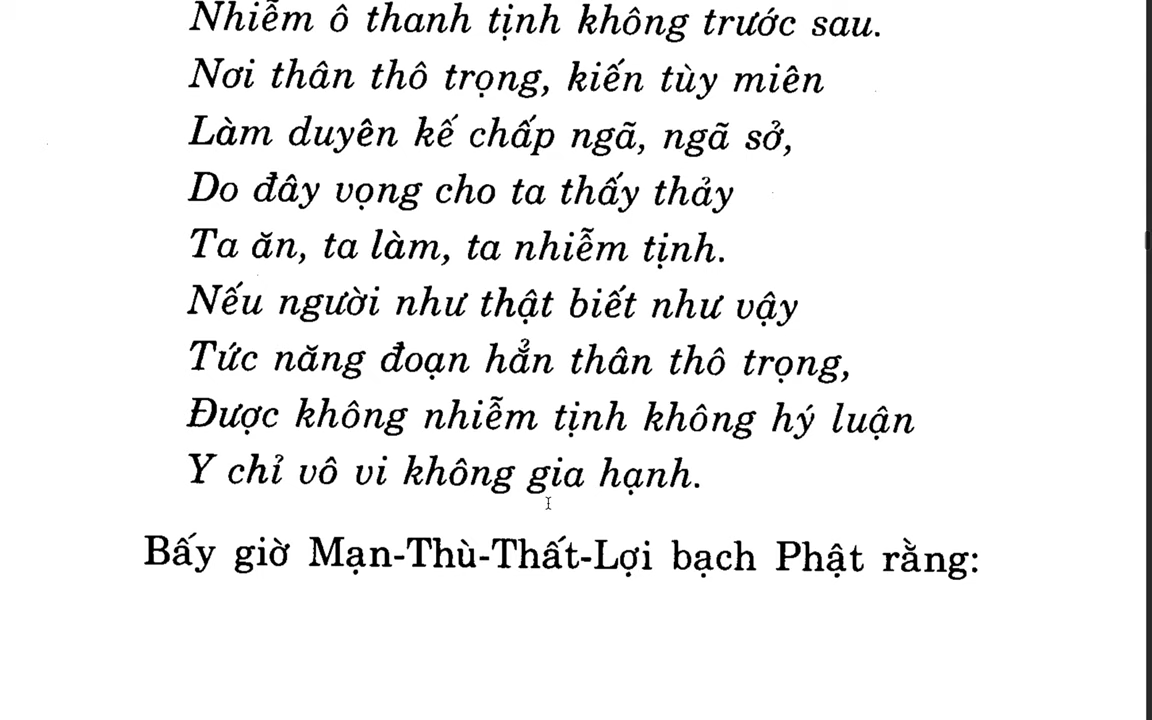 Nhiễm ô thanh tịnh không trước sau.
Nơi thân thô trọng, kiến tùy miên
Làm duyên kế chấp ngã, ngã sở,
Do đây vọng cho ta thấy thảy
Ta ăn, ta làm, ta nhiễm tịnh.
Nếu người như thật biết như vậy
Tức năng đoạn hẳn thân thô trọng,
Được không nhiễm tịnh không hý luận
Y chỉ vô vi không gia hạnh.
Bấy giờ Mạn-Thù-Thất-Lợi bạch Phật rằng: